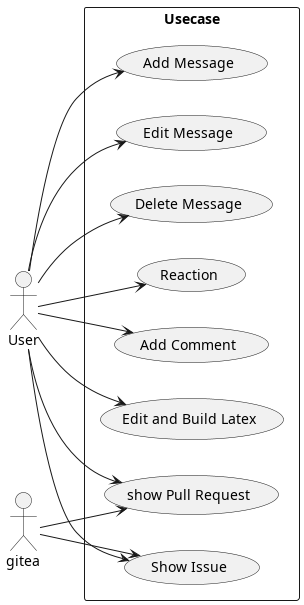 Usecase
Add Message
Edit Message
Delete Message
Reaction
User
Add Comment
Edit and Build Latex
show Pull Request
gitea
Show Issue